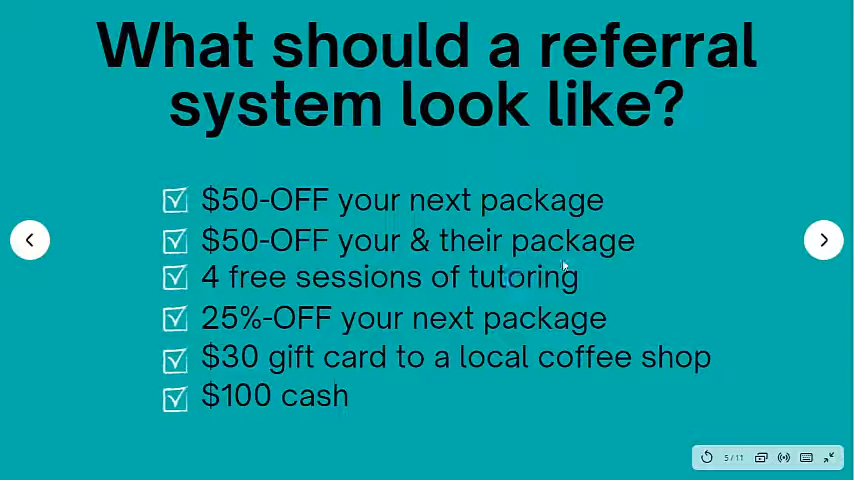 What should a referral
system look like?
$50-OFF your next package
$50-OFF your & their package
4 free sessions of tutoring
25%-OFF your next package
$30 gift card to a local coffee shop
$100 cash
5/11